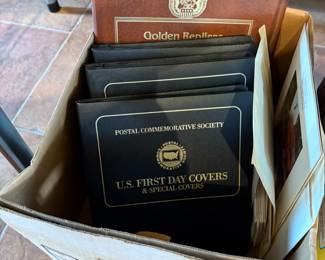 Golden Replicas
POSTAL COMMEMORATIVE SOCIETY
U.S. FIRST DAY COVERS
& SPECIAL COVERS